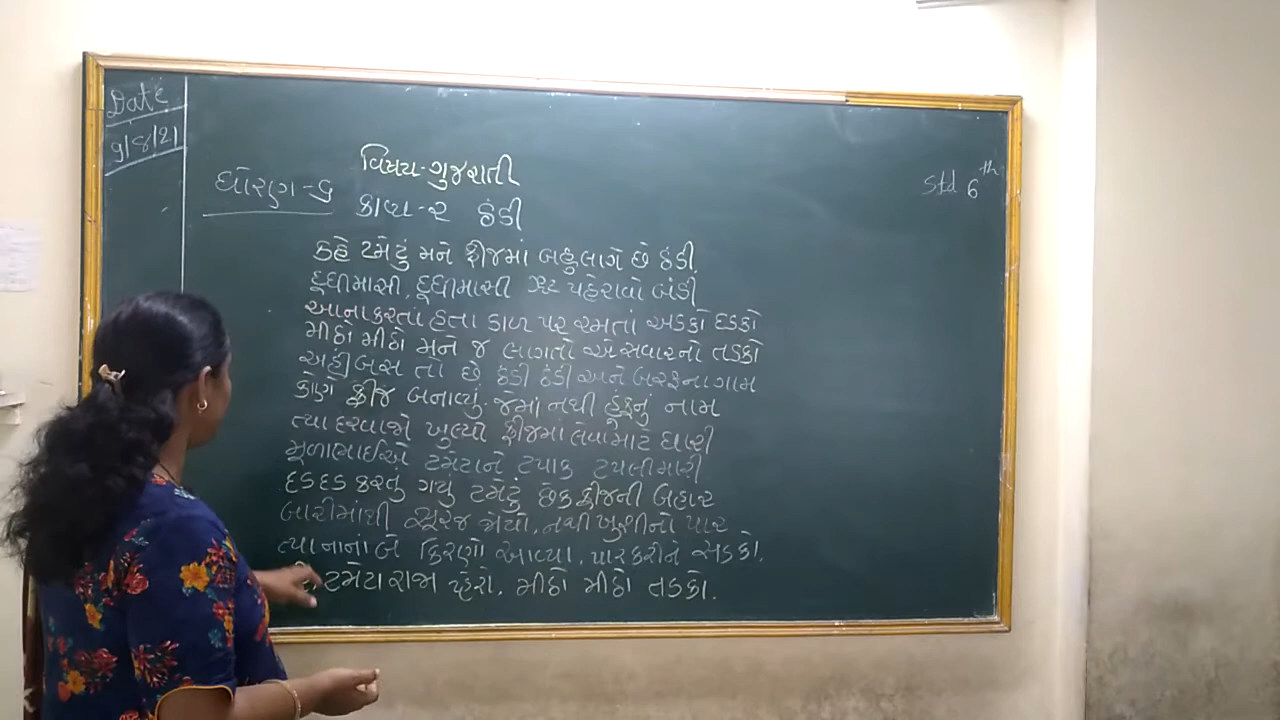 Date
9/8/21
વિષય-ગુજરાતી
Std 6th
ધોરણ-૬ કાવ્ય-૨ ઠંડી
કહે ટમેટું મને ફ્રીજમાં બહુ લાગે છે ઠંડી.
દૂધીમાસી, દૂધીમાસી ઝટ પહેરાવો બંડી
આના કરતાં હતા ડાળ પર રમતાં અડકો દડકો
મીઠો મીઠો મને જ લાગતો એ સવારનો તડકો
અહીં બસ તો છે ઠંડી ઠંડી અને બરફના ગામ
કોણે ફ્રીજ બનાવ્યું. જેમાં નથી હૂંફનું નામ
ત્યા દરવાજો ખુલ્યો ફ્રીજમાં લેવા માટ ઘારી
મૂળાભાઈએ ટમેટાને ટપાક ટપલી મારી
દડદડ કરતુ ગયું ટમેટું છેક ફ્રીજની બહાર
બારીમાંથી સૂરજ જોયો, નથી ખુશીનો પાર
ત્યા નાનાં બે કિરણો આવ્યા, પાર કરીને સડકો.
ટમેટા રાજા પહેરો. મીઠો મીઠો તડકો.